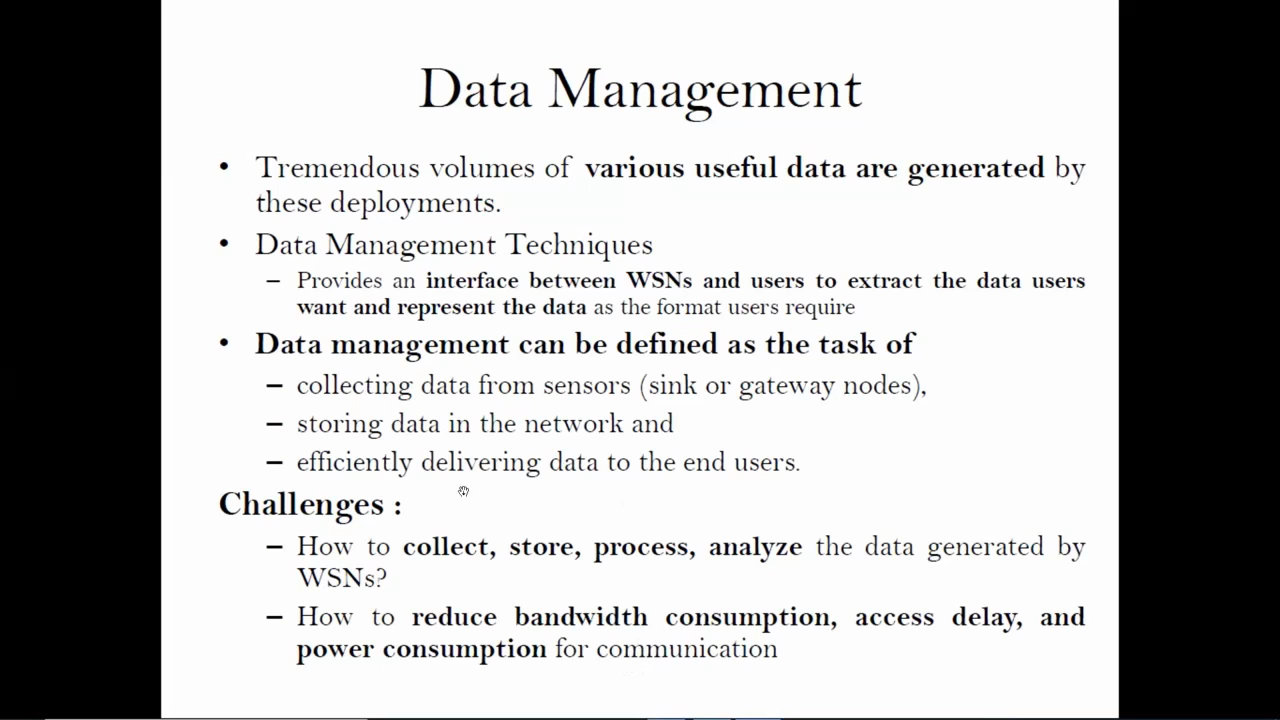 Data Management
• Tremendous volumes of various useful data are generated by
these deployments.
• Data Management Techniques
– Provides an interface between WSNs and users to extract the data users
want and represent the data as the format users require
• Data management can be defined as the task of
– collecting data from sensors (sink or gateway nodes),
– storing data in the network and
– efficiently delivering data to the end users.
Challenges :
– How to collect, store, process, analyze the data generated by
WSNs?
– How to reduce bandwidth consumption, access delay, and
power consumption for communication